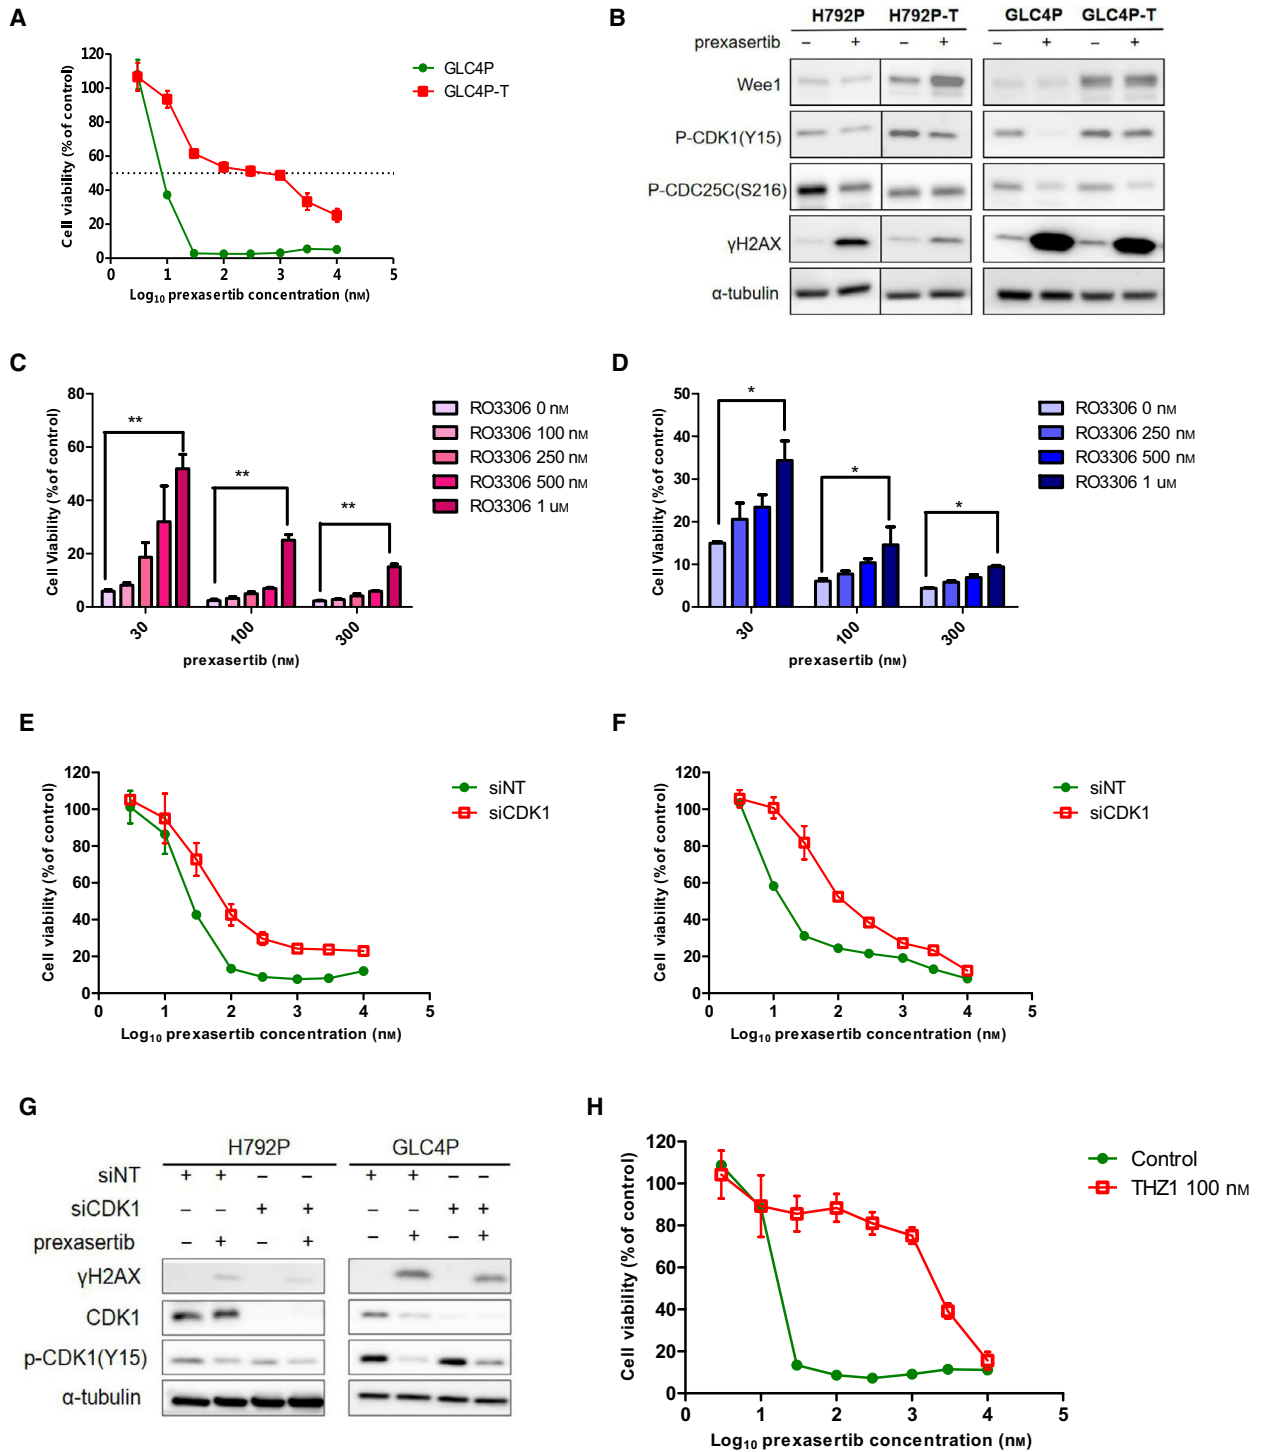 A
120
100
80
60
40
20
0
0 1 2 3 4 5
Cell viability (% of control)
Log10 prexasertib concentration (nM)
GLC4P
GLC4P-T
B
H792P H792P-T GLC4P GLC4P-T
prexasertib – + – + – + – +
Wee1
P-CDK1(Y15)
P-CDC25C(S216)
γH2AX
α-tubulin
C
80
60
40
20
0
Cell Viability (% of control)
** ** **
30 100 300
prexasertib (nM)
RO3306 0 nM
RO3306 100 nM
RO3306 250 nM
RO3306 500 nM
RO3306 1 uM
D
50
40
30
20
10
0
Cell Viability (% of control)
* * *
30 100 300
prexasertib (nM)
RO3306 0 nM
RO3306 250 nM
RO3306 500 nM
RO3306 1 uM
E
120
100
80
60
40
20
0
0 1 2 3 4 5
Cell viability (% of control)
Log10 prexasertib concentration (nM)
siNT
siCDK1
F
120
100
80
60
40
20
0
0 1 2 3 4 5
Cell viability (% of control)
Log10 prexasertib concentration (nM)
siNT
siCDK1
G
H792P GLC4P
siNT + + – – + + – –
siCDK1 – – + + – – + +
prexasertib – + – + – + – +
γH2AX
CDK1
p-CDK1(Y15)
α-tubulin
H
120
100
80
60
40
20
0
0 1 2 3 4 5
Cell viability (% of control)
Log10 prexasertib concentration (nM)
Control
THZ1 100 nM